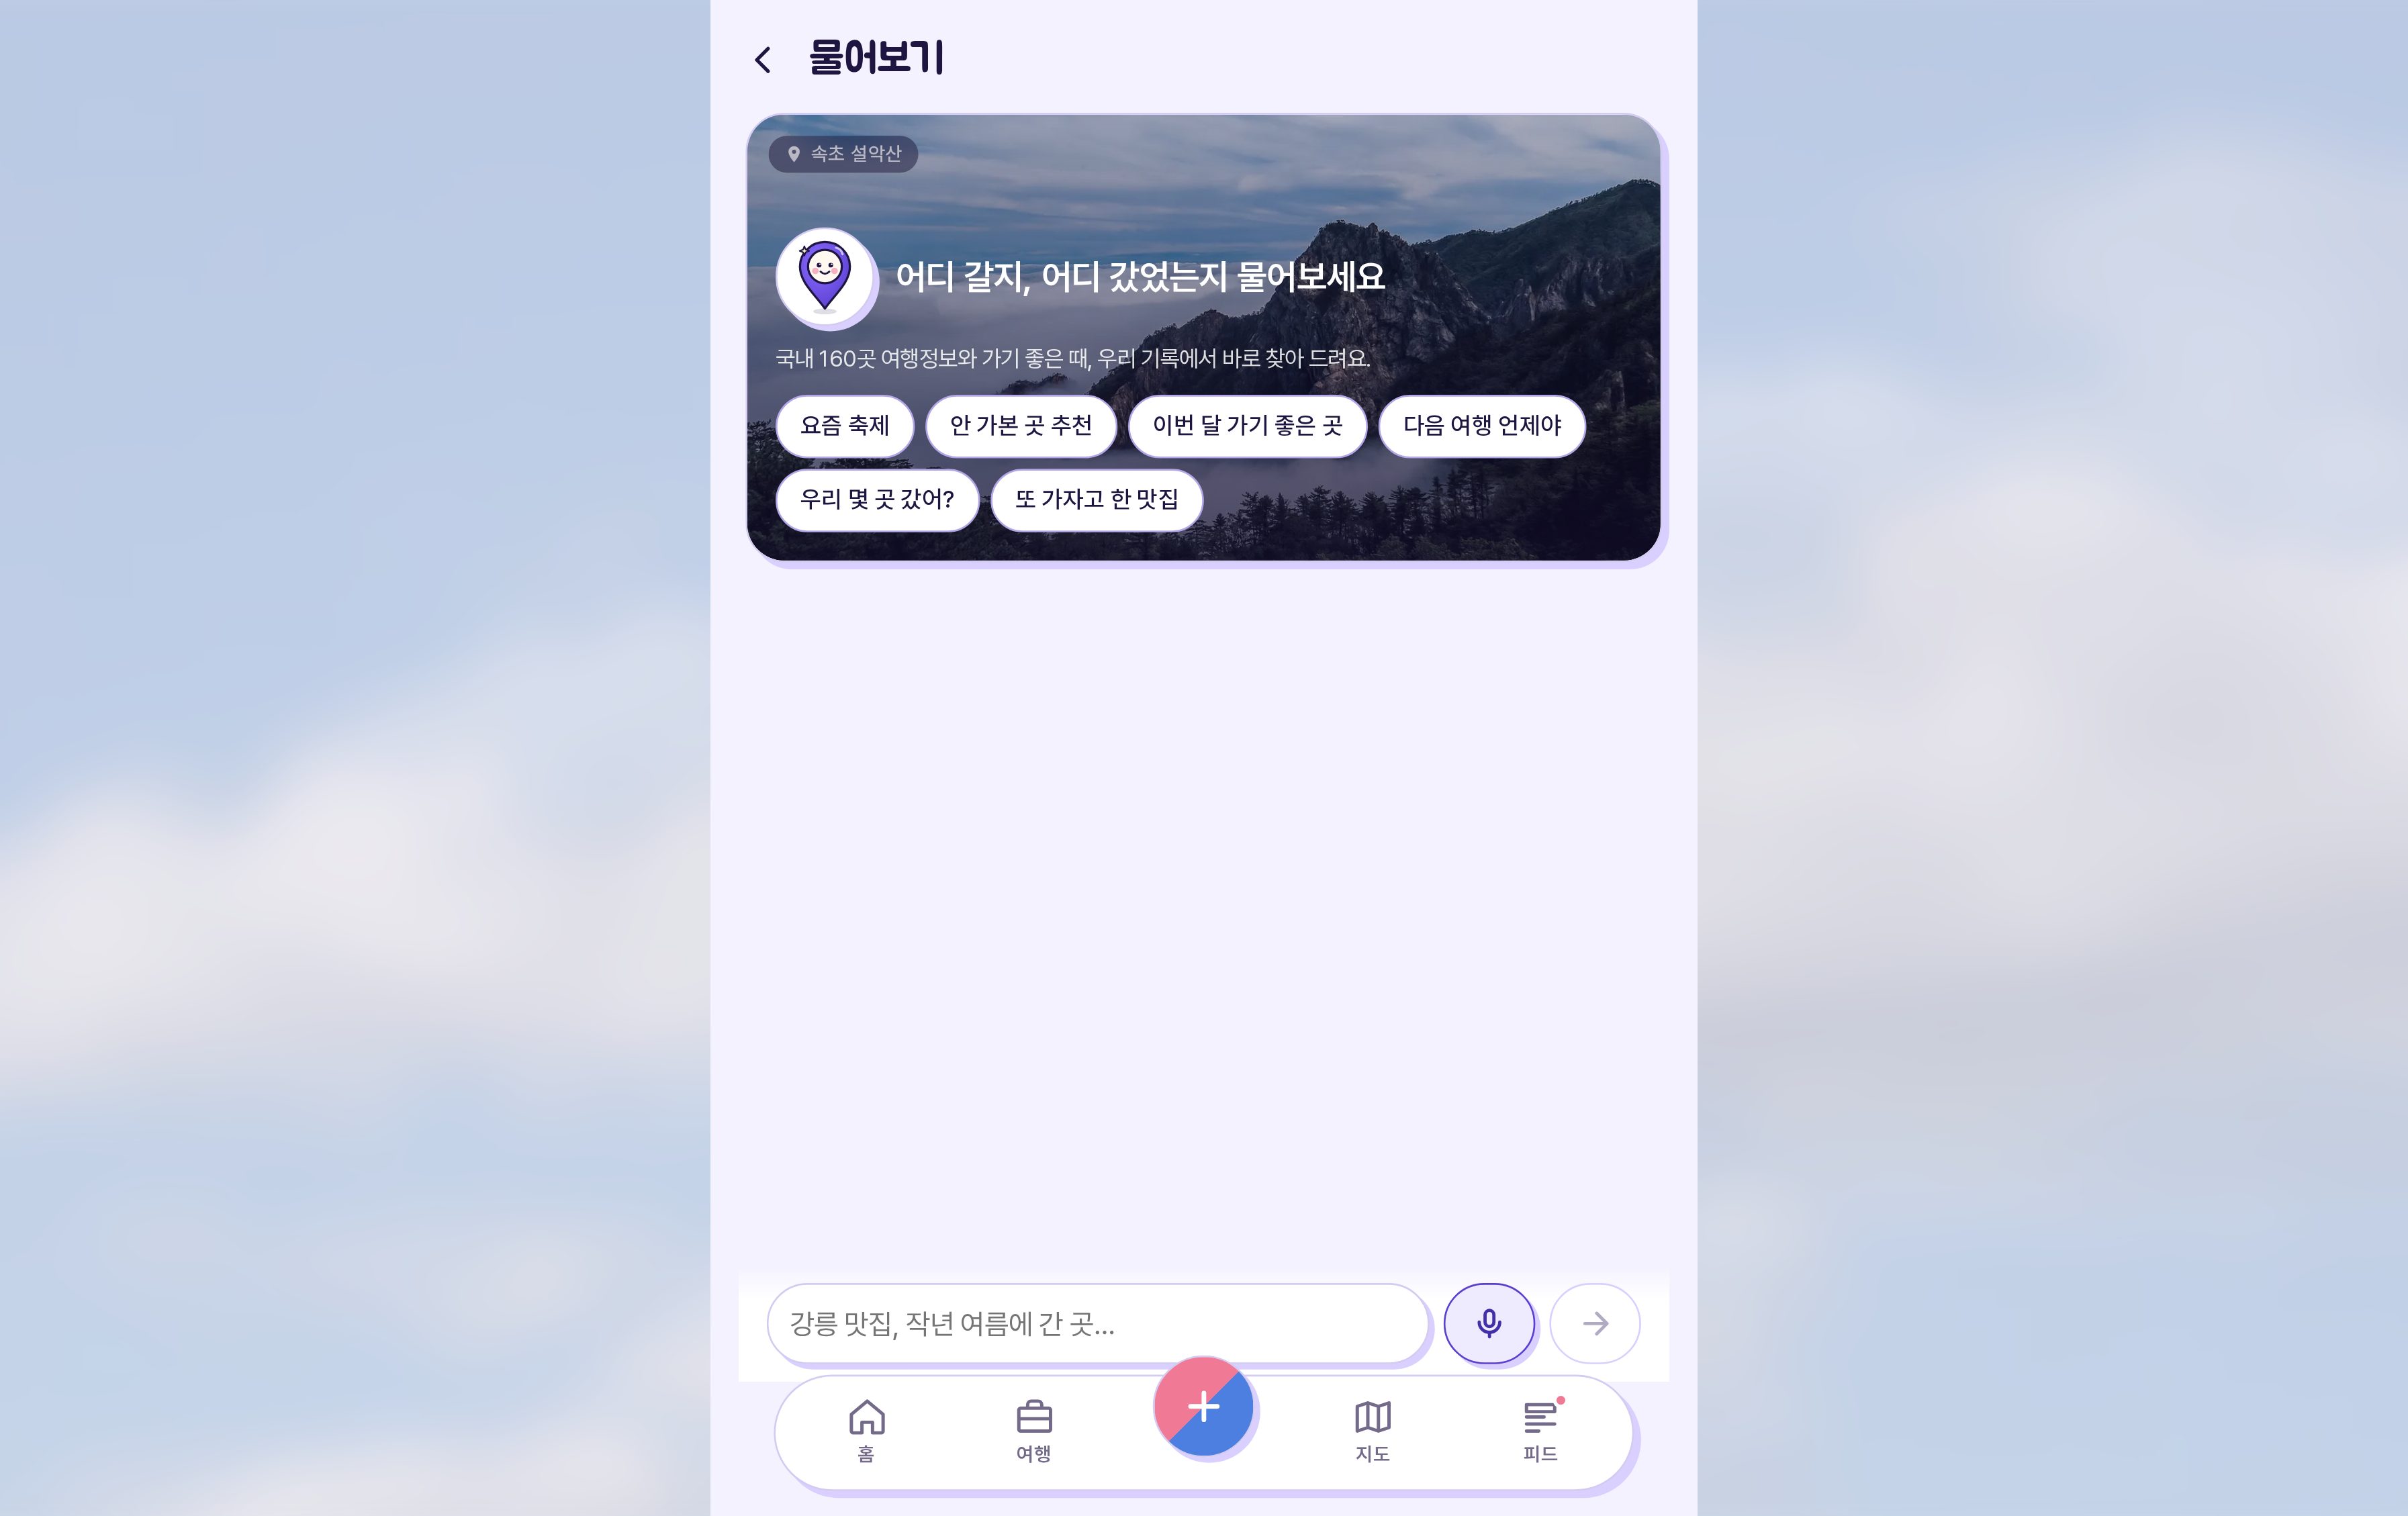 물어보기
속초 설악산
어디 갈지, 어디 갔었는지 물어보세요
국내 160곳 여행정보와 가기 좋은 때, 우리 기록에서 바로 찾아 드려요.
요즘 축제
안 가본 곳 추천
이번 달 가기 좋은 곳
다음 여행 언제야
우리 몇 곳 갔어?
또 가자고 한 맛집
강릉 맛집, 작년 여름에 간 곳...
홈
여행
지도
피드